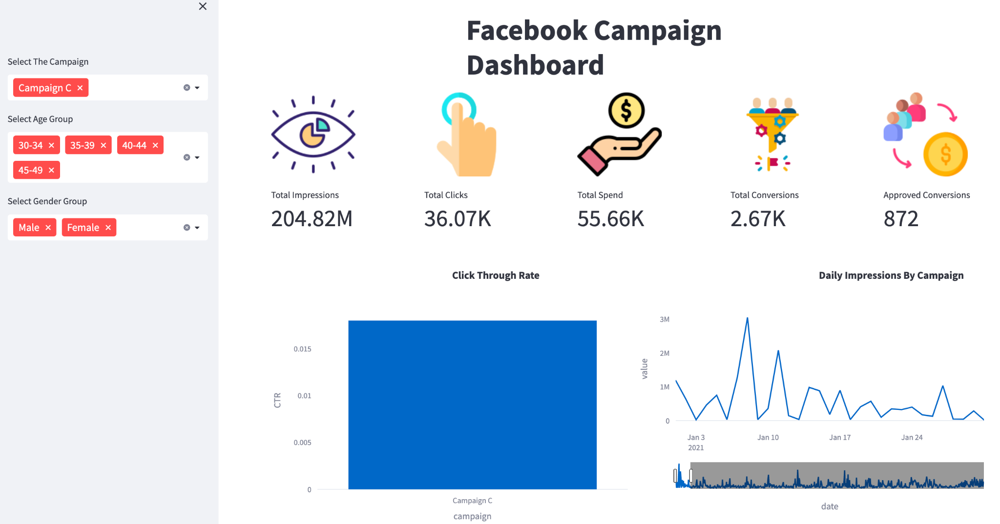 Select The Campaign
Campaign C
Select Age Group
30-34 35-39 40-44
45-49
Select Gender Group
Male Female
Facebook Campaign
Dashboard
Total Impressions
204.82M
Total Clicks
36.07K
Total Spend
55.66K
Total Conversions
2.67K
Approved Conversions
872
Click Through Rate
CTR
0.015
0.01
0.005
0
Campaign C
campaign
Daily Impressions By Campaign
value
3M
2M
1M
0
Jan 3 Jan 10 Jan 17 Jan 24
2021
date